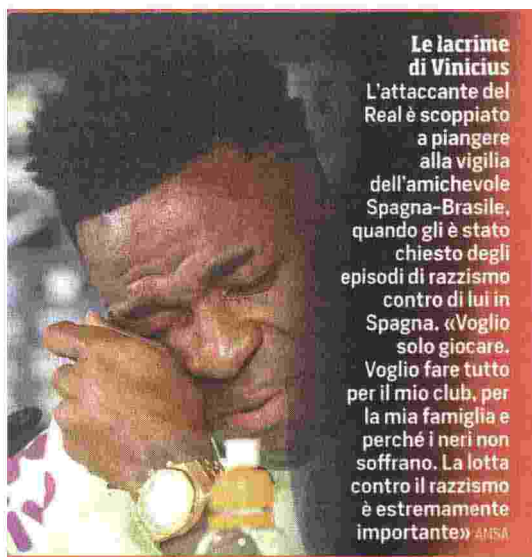 Le lacrime
di Vinicius
L'attaccante del
Real è scoppiato
a piangere
alla vigilia
dell'amichevole
Spagna-Brasile,
quando gli è stato
chiesto degli
episodi di razzismo
contro di lui in
Spagna. «Voglio
solo giocare.
Voglio fare tutto
per il mio club, per
la mia famiglia e
perché i neri non
soffrano. La lotta
contro il razzismo
è estremamente
importante» ANSA